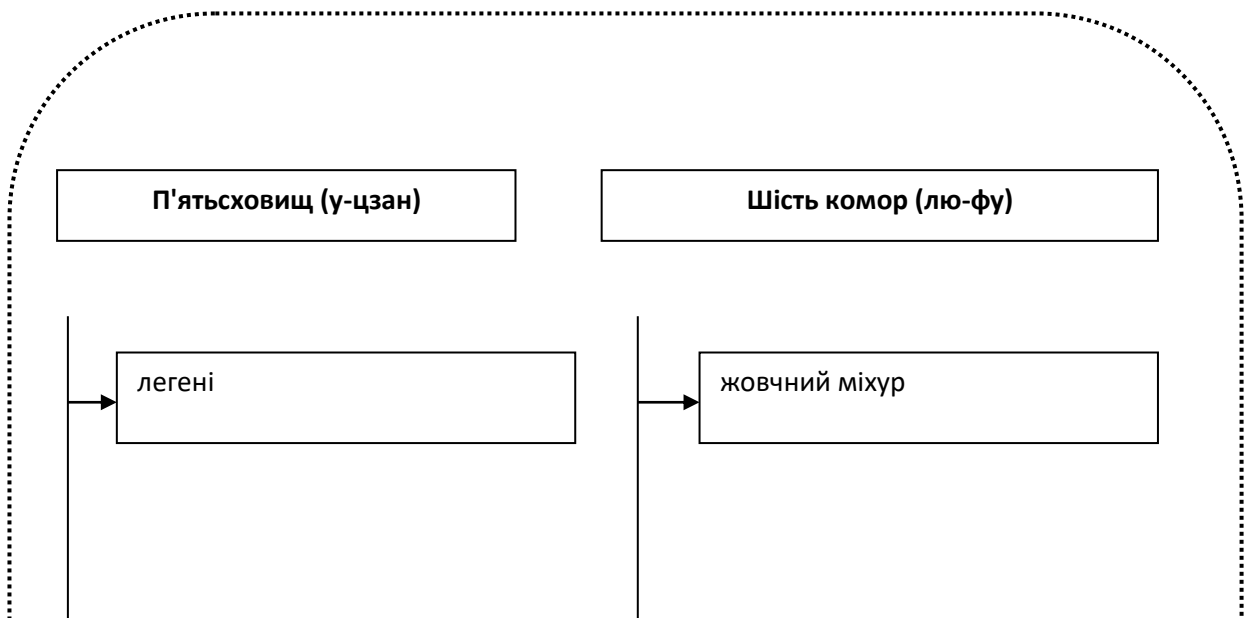 П'ятьсховищ (у-цзан)
Шість комор (лю-фу)
легені
жовчний міхур